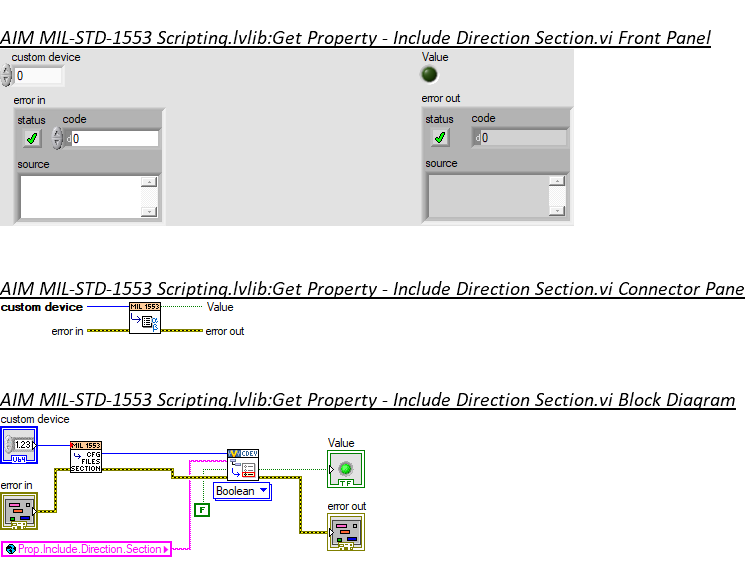 AIM MIL-STD-1553 Scripting.lvlib:Get Property - Include Direction Section.vi Front Panel
custom device
Value
0
error in
error out
status
code
status
code
d0
d0
source
source
AIM MIL-STD-1553 Scripting.lvlib:Get Property - Include Direction Section.vi Connector Pane
custom device
MIL 1553
Value
αβ
error in
error out
AIM MIL-STD-1553 Scripting.lvlib:Get Property - Include Direction Section.vi Block Diagram
custom device
Value
1.23
U64
MIL 1553
CFG
FILES
SECTION
CDEV
TF
error in
Boolean
F
error out
Prop.Include.Direction.Section